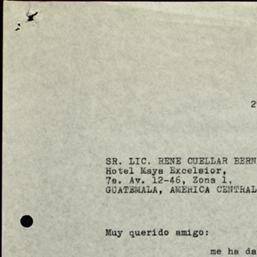 2
SR. LIC. RENE CUELLAR BERN
Hotel Maya Excelsior,
7a. Av. 12-46, Zona 1,
GUATEMALA, AMERICA CENTRAL
Muy querido amigo:
me ha da